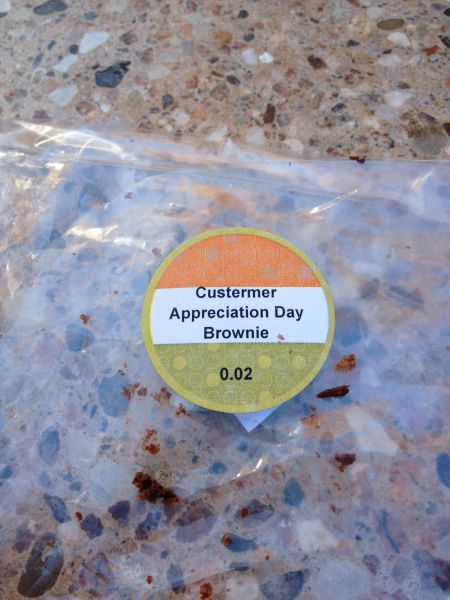 Custermer
Appreciation Day
Brownie
0.02